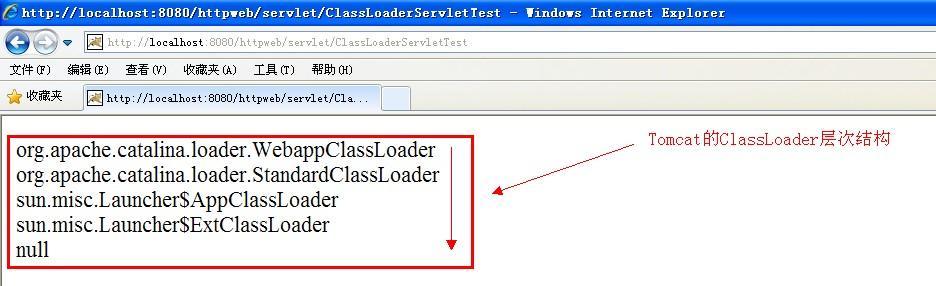 http://localhost:8080/httpweb/servlet/ClassLoaderServletTest - Windows Internet Explorer
http://localhost:8080/httpweb/servlet/ClassLoaderServletTest
文件(F) 编辑(E) 查看(V) 收藏夹(A) 工具(T) 帮助(H)
收藏夹 http://localhost:8080/httpweb/servlet/Cla...
Tomcat的ClassLoader层次结构
org.apache.catalina.loader.WebappClassLoader
org.apache.catalina.loader.StandardClassLoader
sun.misc.Launcher$AppClassLoader
sun.misc.Launcher$ExtClassLoader
null